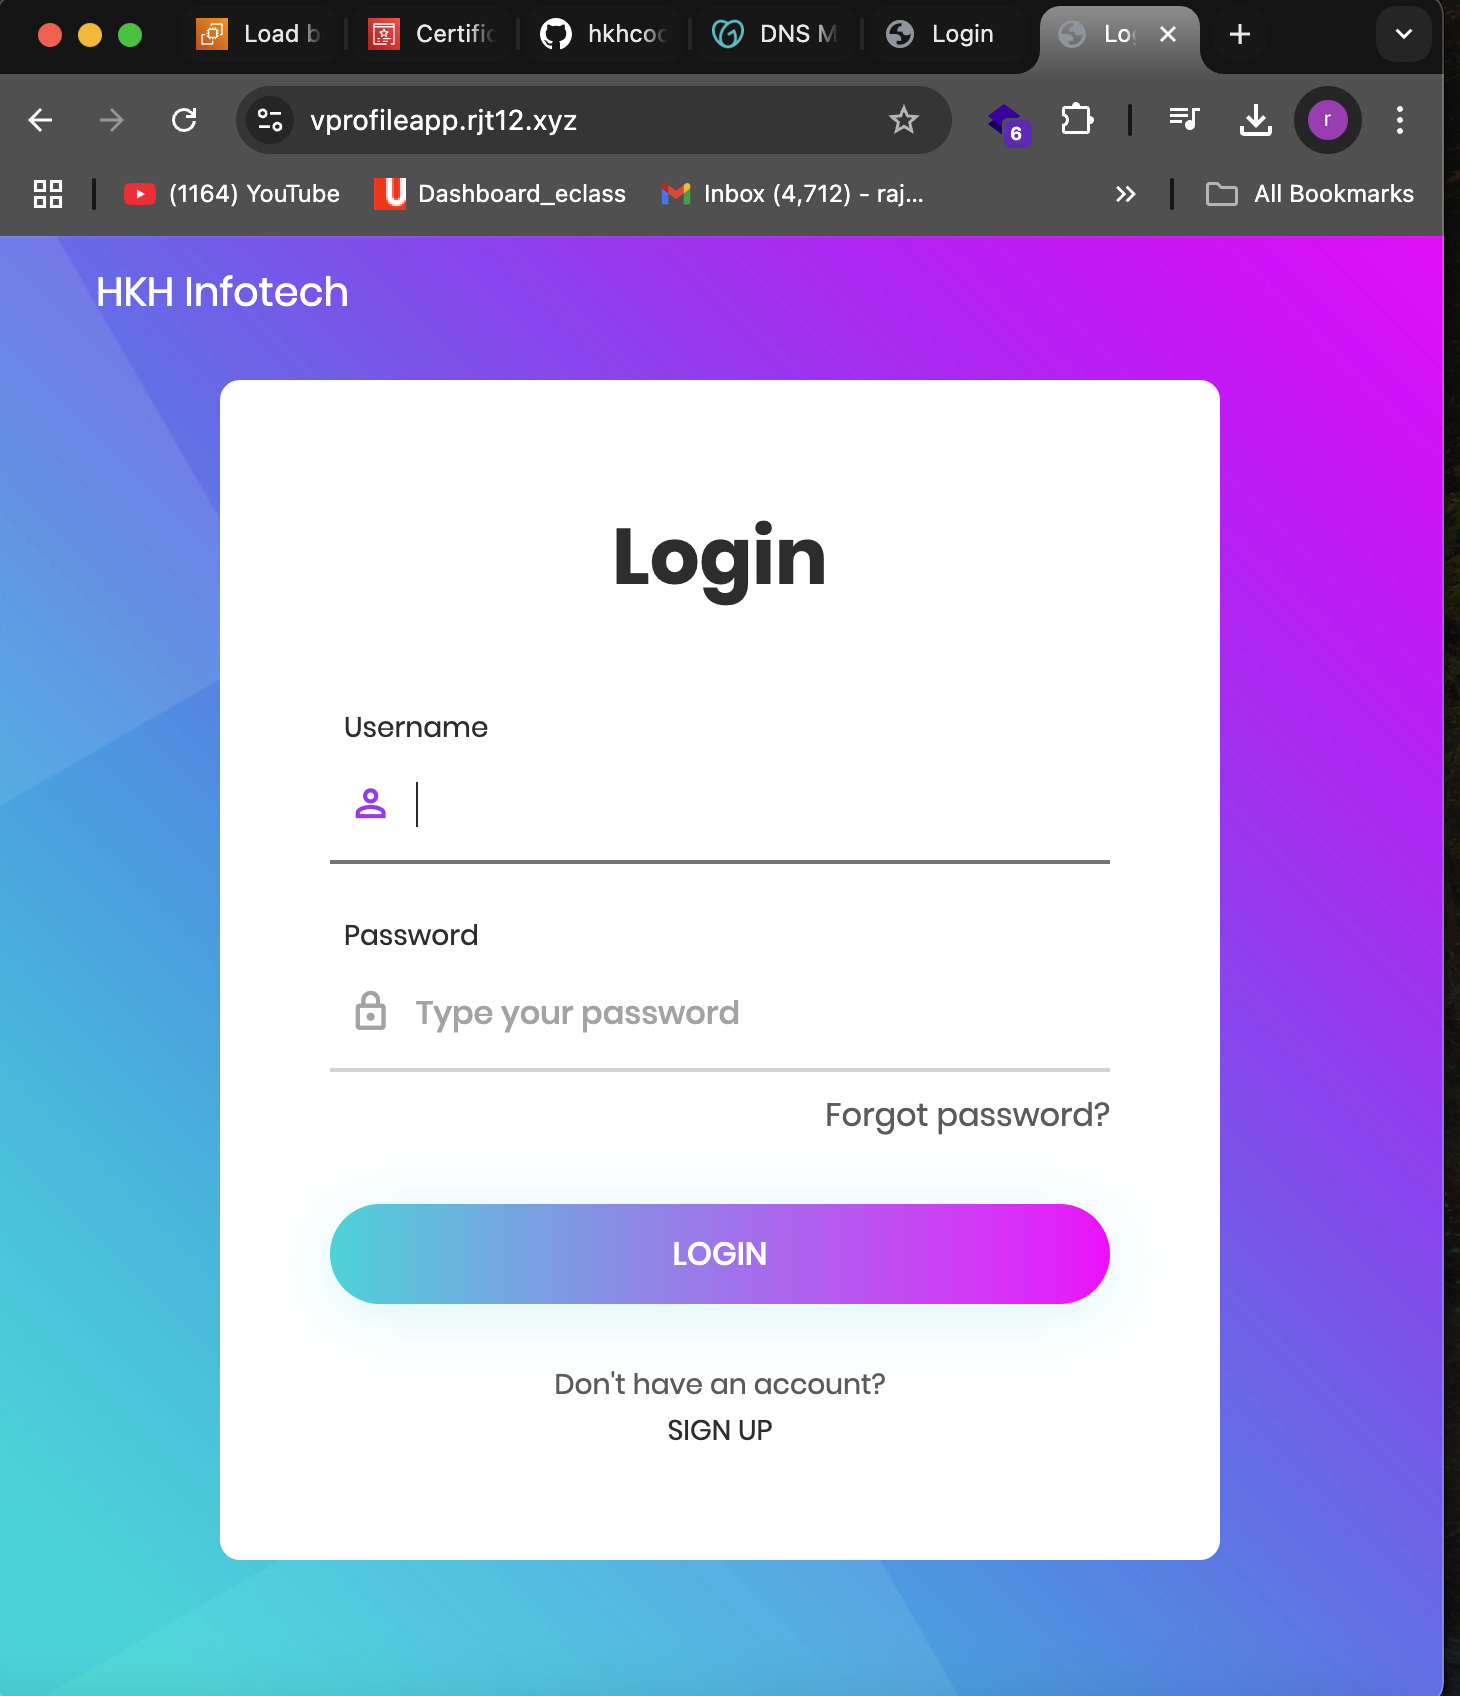 Load b
Certific
hkhcoc
DNS M
Login
Lo
vprofileapp.rjt12.xyz
6
r
(1164) YouTube
Dashboard_eclass
Inbox (4,712) - raj...
All Bookmarks
HKH Infotech
Login
Username
Password
Type your password
Forgot password?
LOGIN
Don't have an account?
SIGN UP